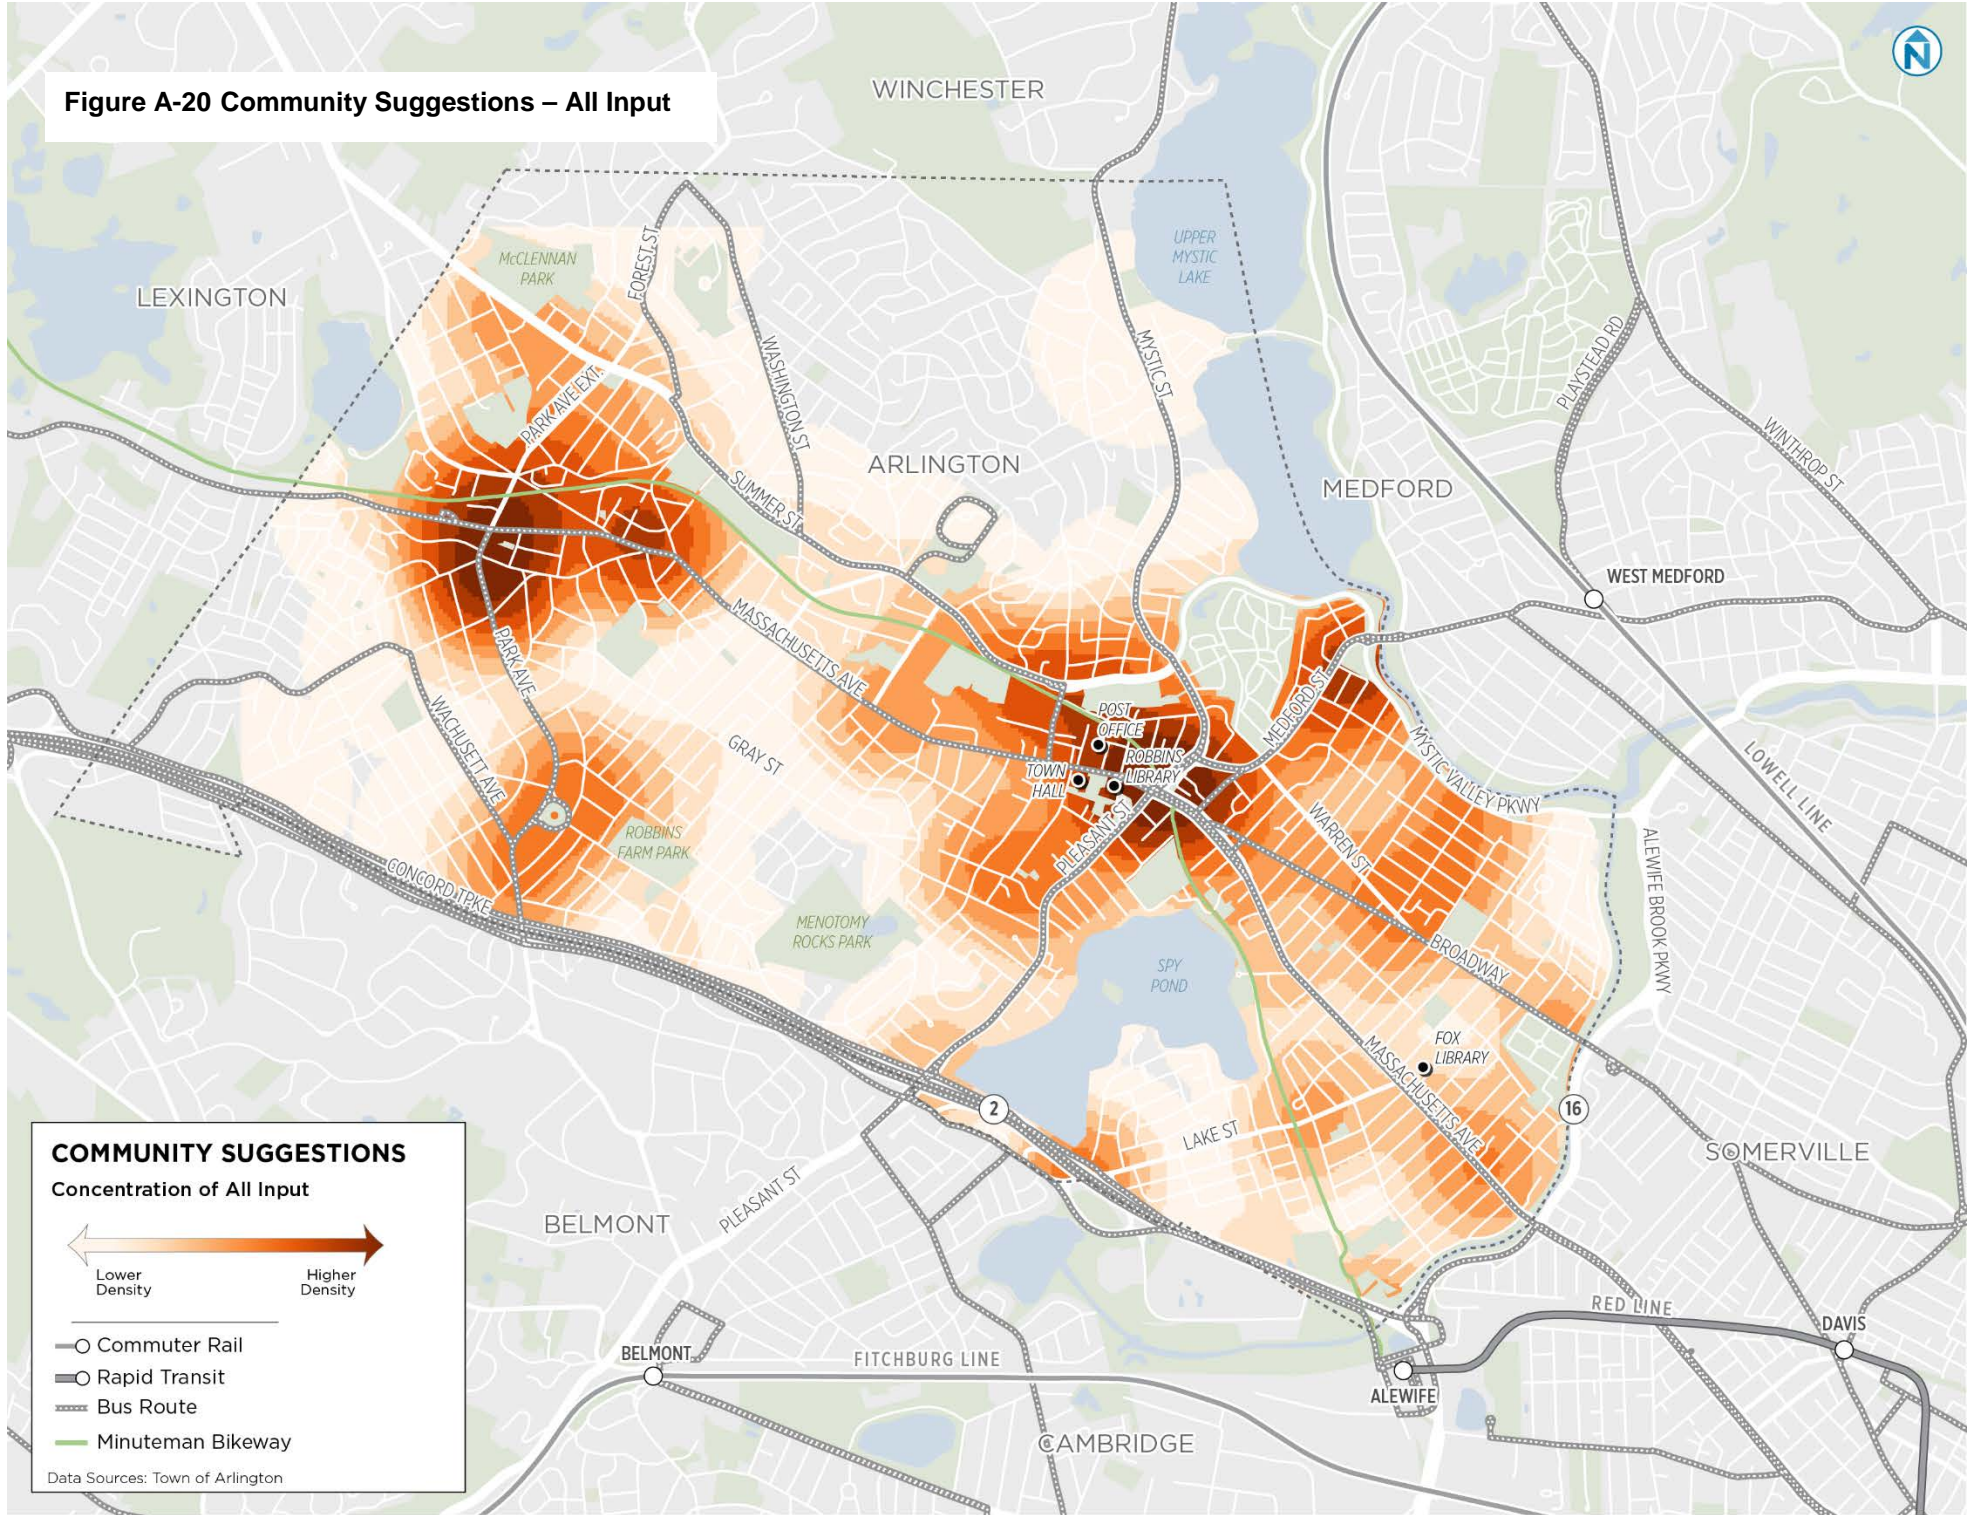 Figure A-20 Community Suggestions – All Input
N
WINCHESTER
UPPER
MYSTIC
LAKE
McCLENNAN
PARK
FOREST ST
LEXINGTON
WASHINGTON ST
MYSTIC ST
PLAYSTEAD RD
PARK AVE EXT.
WINTHROP ST
ARLINGTON
MEDFORD
SUMMER ST
WEST MEDFORD
MASSACHUSETTS AVE
PARK AVE
WACHUSETT AVE
GRAY ST
POST
OFFICE
ROBBINS
LIBRARY
TOWN
HALL
MEDFORD ST
MYSTIC VALLEY PKWY
LOWELL LINE
PLEASANT ST
WARREN ST
ALEWIFE BROOK PKWY
ROBBINS
FARM PARK
CONCORD TPKE
MENOTOMY
ROCKS PARK
BROADWAY
SPY
POND
FOX
LIBRARY
MASSACHUSETTS AVE
2
16
LAKE ST
SOMERVILLE
BELMONT
PLEASANT ST
RED LINE
DAVIS
BELMONT
FITCHBURG LINE
ALEWIFE
CAMBRIDGE
COMMUNITY SUGGESTIONS
Concentration of All Input
Lower
Density
Higher
Density
Commuter Rail
Rapid Transit
Bus Route
Minuteman Bikeway
Data Sources: Town of Arlington